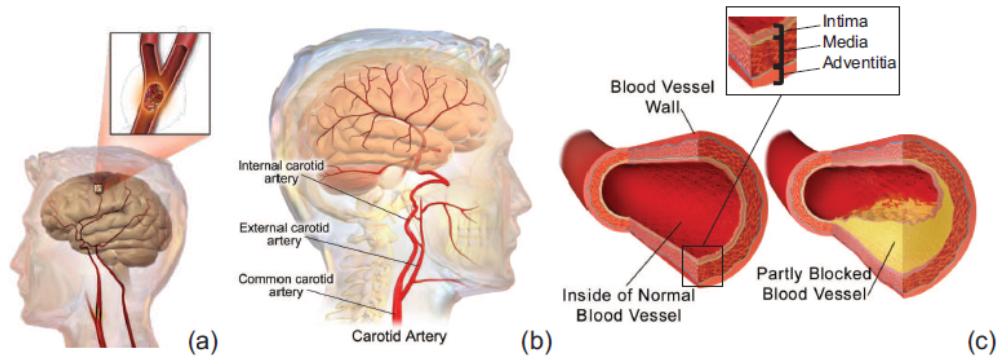 (a)
Internal carotid
artery
External carotid
artery
Common carotid
artery
Carotid Artery
(b)
Intima
Media
Adventitia
Blood Vessel
Wall
Inside of Normal
Blood Vessel
Partly Blocked
Blood Vessel
(c)